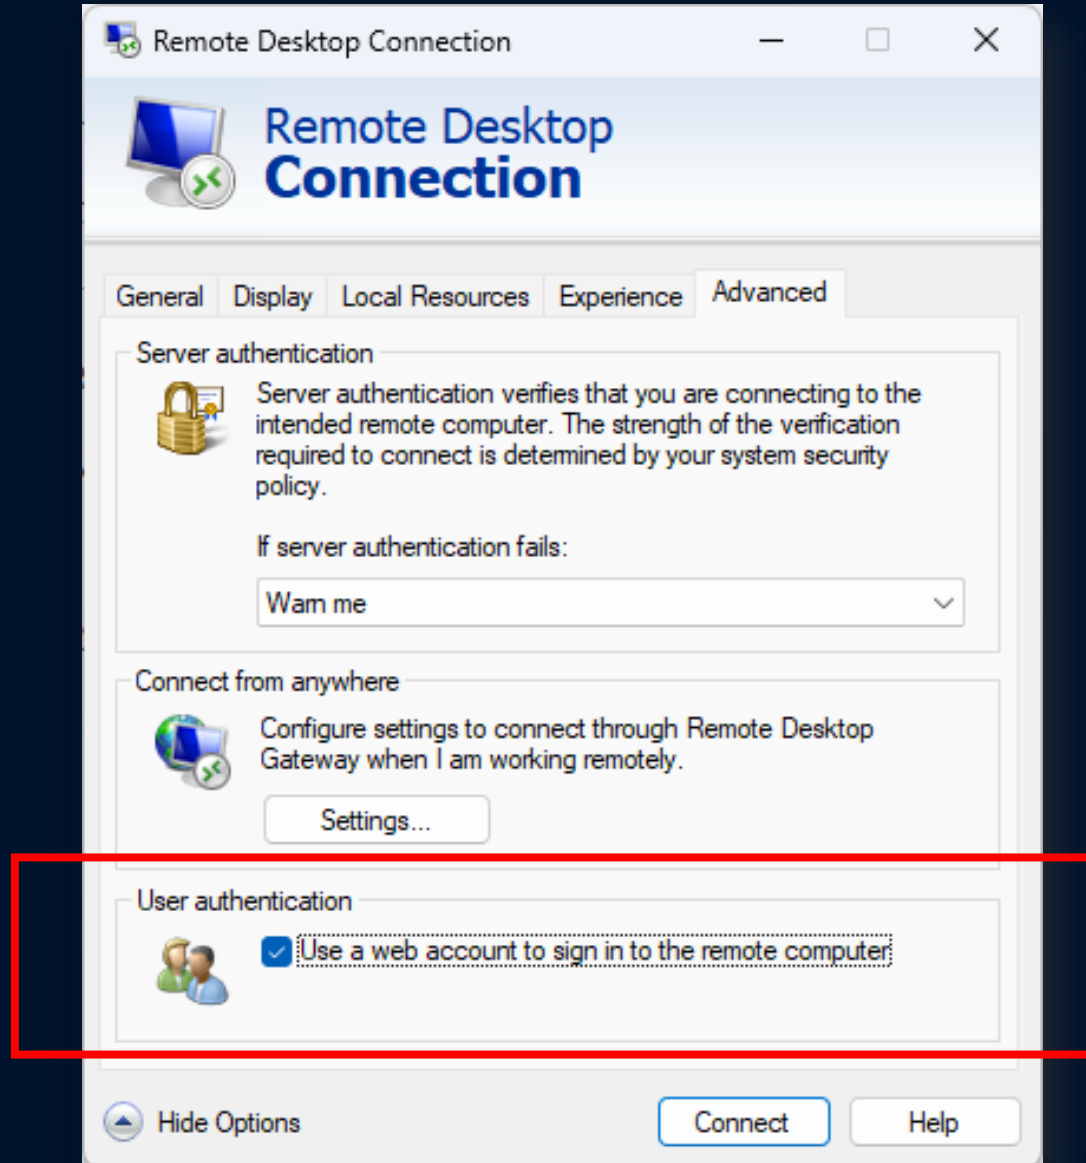 Remote Desktop Connection
Remote Desktop
Connection
General Display Local Resources Experience Advanced
Server authentication
Server authentication verifies that you are connecting to the
intended remote computer. The strength of the verification
required to connect is determined by your system security
policy.
If server authentication fails:
Warn me
Connect from anywhere
Configure settings to connect through Remote Desktop
Gateway when I am working remotely.
Settings...
User authentication
Use a web account to sign in to the remote computer
Hide Options Connect Help